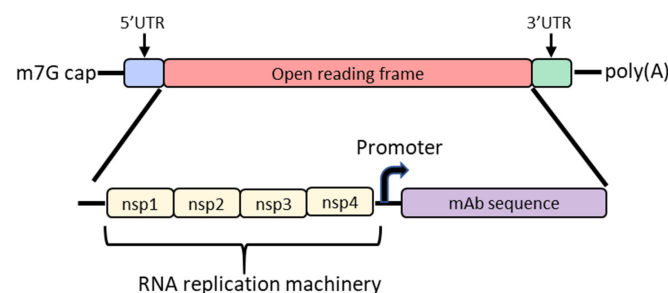 5'UTR
3'UTR
m7G cap
Open reading frame
poly(A)
Promoter
nsp1
nsp2
nsp3
nsp4
mAb sequence
RNA replication machinery